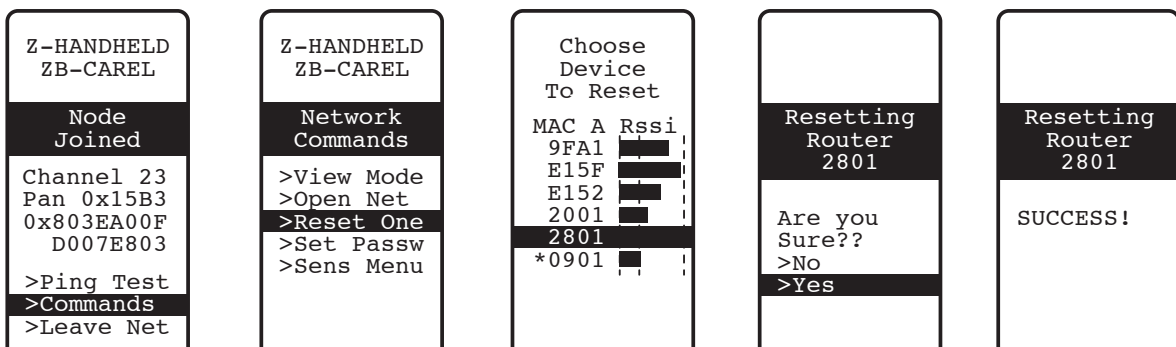 Z-HANDHELD
ZB-CAREL
Node
Joined
Channel 23
Pan 0x15B3
0x803EA00F
D007E803
>Ping Test
>Commands
>Leave Net
Z-HANDHELD
ZB-CAREL
Network
Commands
>View Mode
>Open Net
>Reset One
>Set Passw
>Sens Menu
Choose
Device
To Reset
MAC A Rssi
9FA1
E15F
E152
2001
2801
*0901
Resetting
Router
2801
Are you
Sure??
>No
>Yes
Resetting
Router
2801
SUCCESS!